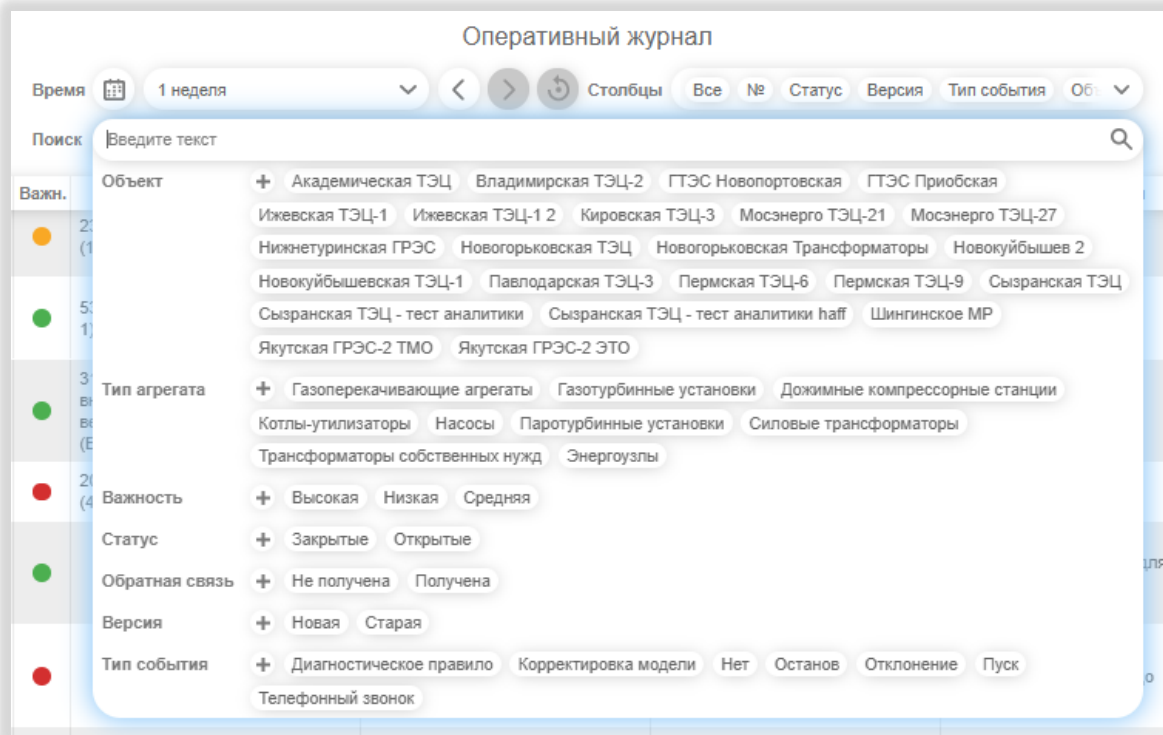 Оперативный журнал
Время 1 неделя Столбцы Все № Статус Версия Тип события
Поиск Введите текст
Важн.
Объект + Академическая ТЭЦ Владимирская ТЭЦ-2 ГТЭС Новопортовская ГТЭС Приобская
Ижевская ТЭЦ-1 Ижевская ТЭЦ-1 2 Кировская ТЭЦ-3 Мосэнерго ТЭЦ-21 Мосэнерго ТЭЦ-27
Нижнетуринская ГРЭС Новогорьковская ТЭЦ Новогорьковская Трансформаторы Новокуйбышев 2
Новокуйбышевская ТЭЦ-1 Павлодарская ТЭЦ-3 Пермская ТЭЦ-6 Пермская ТЭЦ-9 Сызранская ТЭЦ
Сызранская ТЭЦ - тест аналитики Сызранская ТЭЦ - тест аналитики haff Шингинское МР
Якутская ГРЭС-2 ТМО Якутская ГРЭС-2 ЭТО
Тип агрегата + Газоперекачивающие агрегаты Газотурбинные установки Дожимные компрессорные станции
Котлы-утилизаторы Насосы Паротурбинные установки Силовые трансформаторы
Трансформаторы собственных нужд Энергоузлы
Важность + Высокая Низкая Средняя
Статус + Закрытые Открытые
Обратная связь + Не получена Получена
Версия + Новая Старая
Тип события + Диагностическое правило Корректировка модели Нет Останов Отклонение Пуск
Телефонный звонок